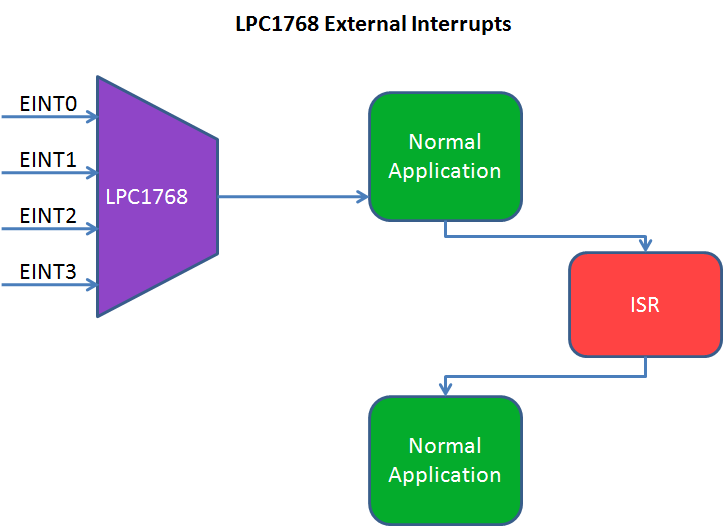 LPC1768 External Interrupts
EINT0
EINT1
EINT2
EINT3
LPC1768
Normal
Application
ISR
Normal
Application